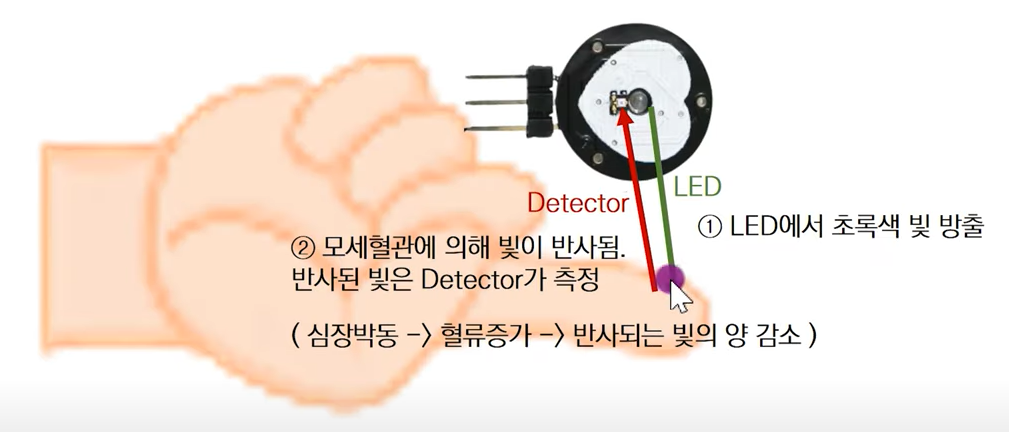 LED
Detector
① LED에서 초록색 빛 방출
② 모세혈관에 의해 빛이 반사됨.
반사된 빛은 Detector가 측정
( 심장박동 -> 혈류증가 -> 반사되는 빛의 양 감소 )